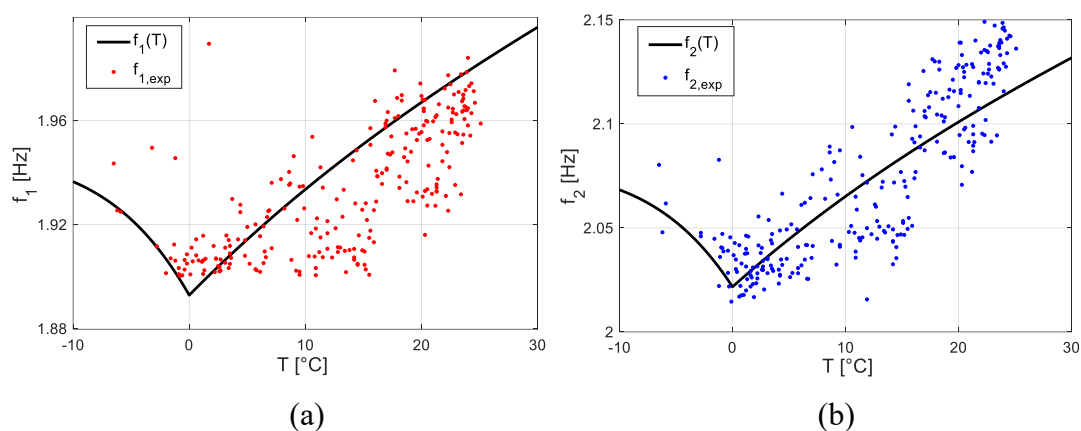 f1(T)
f1,exp
1.96
1.92
1.88
f1 [Hz]
-10
0
10
20
30
T [°C]
(a)
2.15
2.1
2.05
2
f2 [Hz]
f2(T)
f2,exp
-10
0
10
20
30
T [°C]
(b)